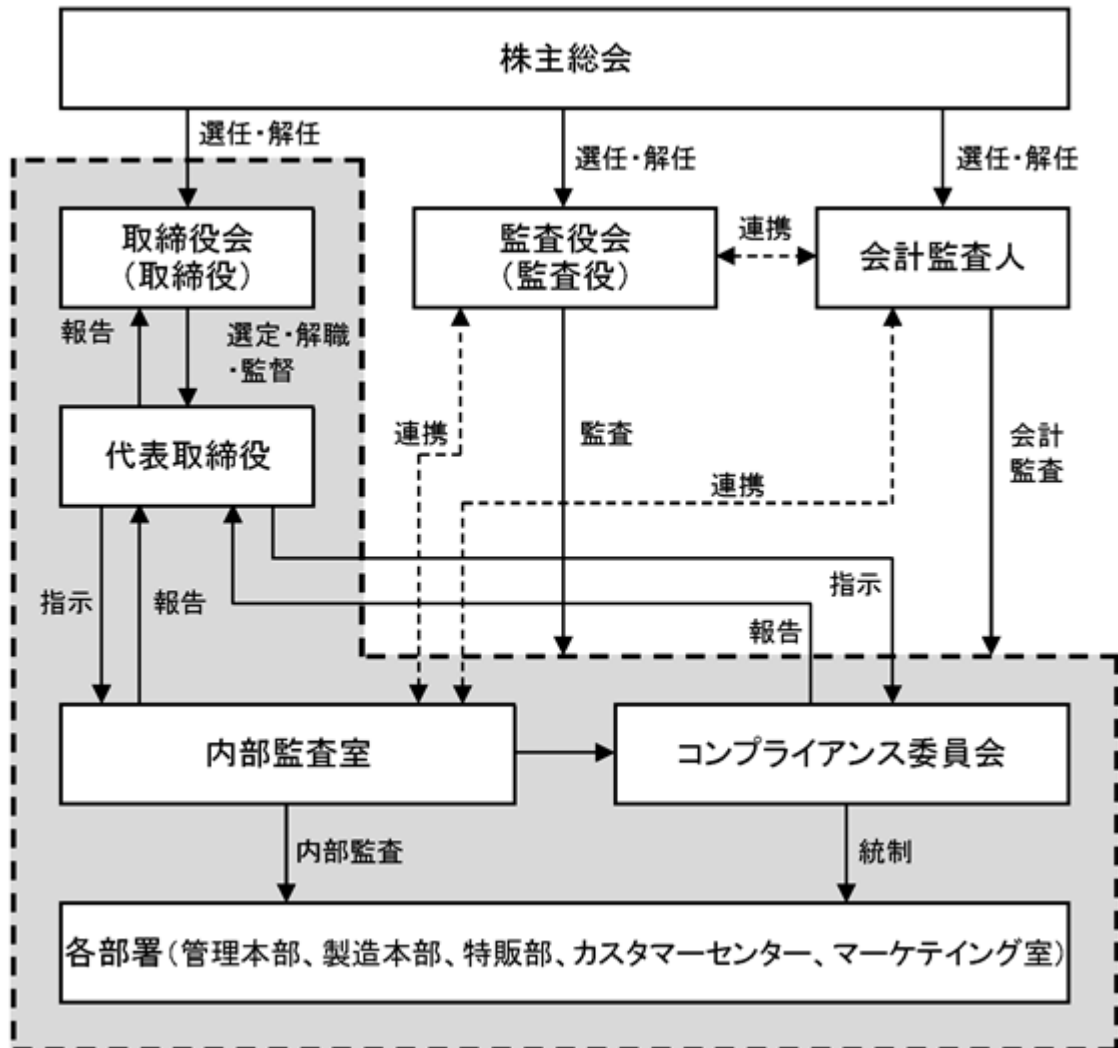 株主総会
選任・解任
選任・解任
選任・解任
取締役会
(取締役)
監査役会
(監査役)
連携
会計監査人
報告
選定・解職
・監督
代表取締役
連携
監査
連携
会計
監査
指示
報告
指示
報告
内部監査室
コンプライアンス委員会
内部監査
統制
各部署(管理本部、製造本部、特販部、カスタマーセンター、マーケテイング室)